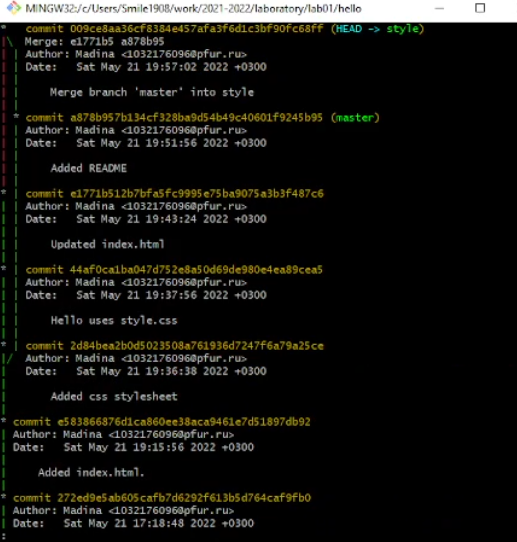 MINGW32:/c/Users/Smile1908/work/2021-2022/laboratory/lab01/hello
* commit 009ce8aa36cf8384e457afa3f6d1c3bf90fc68ff (HEAD -> style)
|\ Merge: e1771b5 a878b95
| | Author: Madina <1032176096@pfur.ru>
| | Date: Sat May 21 19:57:02 2022 +0300
| |
| | Merge branch 'master' into style
| |
| * commit a878b957b134cf328ba9d54b49c40601f9245b95 (master)
| | Author: Madina <1032176096@pfur.ru>
| | Date: Sat May 21 19:51:56 2022 +0300
| |
| | Added README
| |
* | commit e1771b512b7bfa5fc9995e75ba9075a3b3f487c6
| | Author: Madina <1032176096@pfur.ru>
| | Date: Sat May 21 19:43:24 2022 +0300
| |
| | Updated index.html
| |
* | commit 44af0ca1ba047d752e8a50d69de980e4ea89cea5
| | Author: Madina <1032176096@pfur.ru>
| | Date: Sat May 21 19:37:56 2022 +0300
| |
| | Hello uses style.css
| |
* | commit 2d84bea2b0d5023508a761936d7247f6a79a25ce
|/ Author: Madina <1032176096@pfur.ru>
| Date: Sat May 21 19:36:38 2022 +0300
|
| Added css stylesheet
|
* commit e583866876d1ca860ee38aca9461e7d51897db92
| Author: Madina <1032176096@pfur.ru>
| Date: Sat May 21 19:15:56 2022 +0300
|
| Added index.html.
|
* commit 272ed9e5ab605cafb7d6292f613b5d764caf9fb0
| Author: Madina <1032176096@pfur.ru>
| Date: Sat May 21 17:18:48 2022 +0300
: